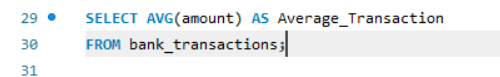 29 SELECT AVG(amount) AS Average_Transaction
30 FROM bank_transactions;
31